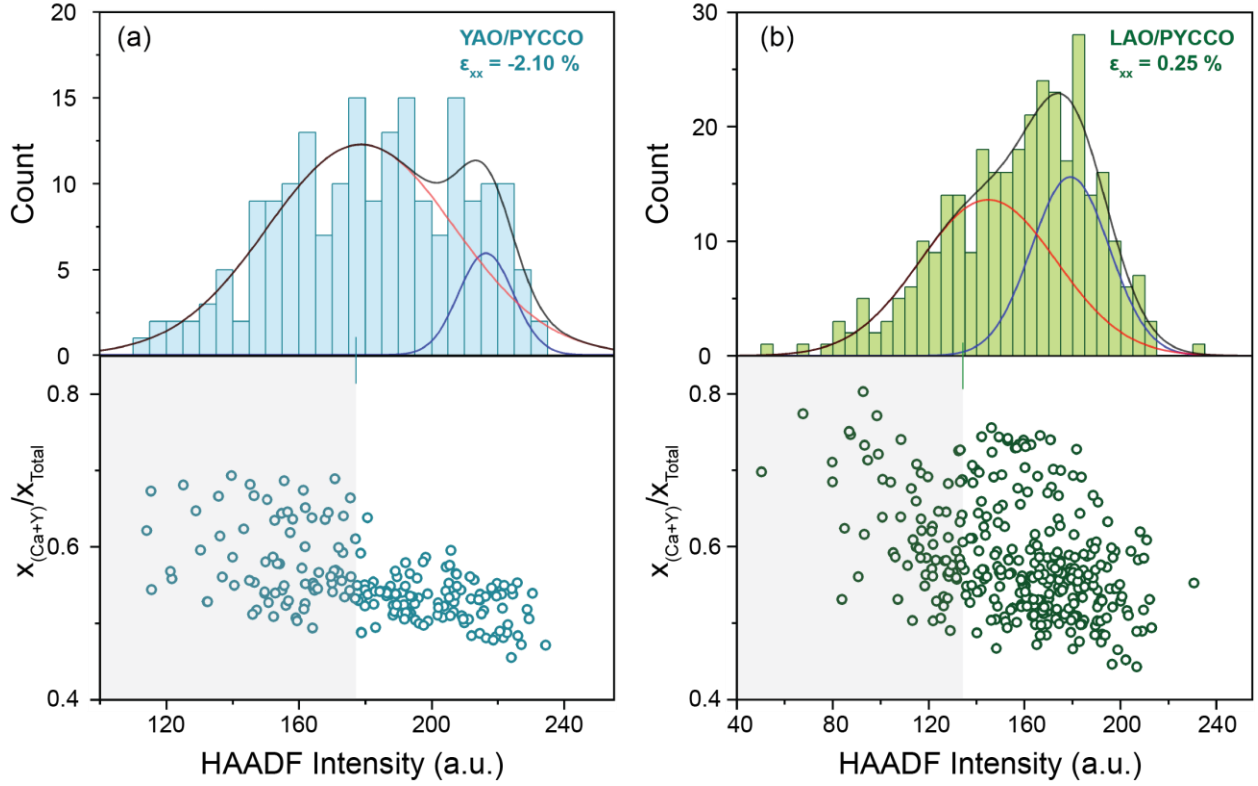 (a)
YAO/PYCCO
εxx = -2.10 %
20
15
10
5
0
Count
0.8
0.6
0.4
x(Ca+Y)/xTotal
120 160 200 240
HAADF Intensity (a.u.)
(b)
LAO/PYCCO
εxx = 0.25 %
30
20
10
0
Count
0.8
0.6
0.4
x(Ca+Y)/xTotal
40 80 120 160 200 240
HAADF Intensity (a.u.)